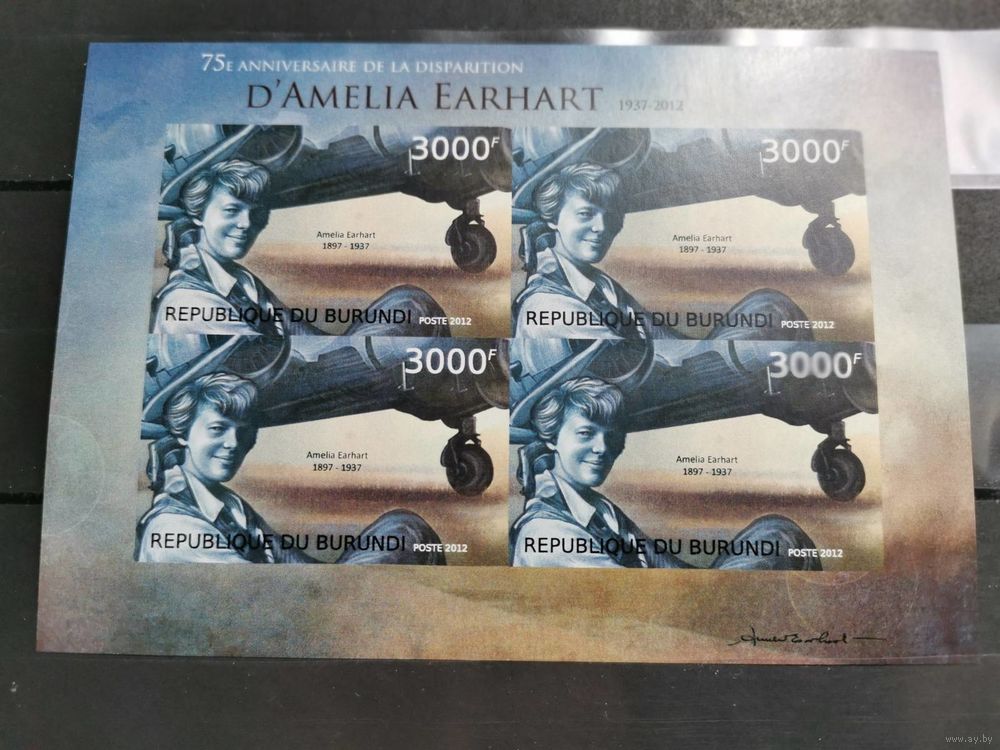 75E ANNIVERSAIRE DE LA DISPARITION
D'AMELIA EARHART 1937-2012
3000F
Amelia Earhart
1897 - 1937
REPUBLIQUE DU BURUNDI POSTE 2012
3000F
Amelia Earhart
1897 - 1937
REPUBLIQUE DU BURUNDI POSTE 2012
3000F
Amelia Earhart
1897 - 1937
REPUBLIQUE DU BURUNDI POSTE 2012
3000F
Amelia Earhart
1897 - 1937
REPUBLIQUE DU BURUNDI POSTE 2012
Amelia Earhart
www.ay.by